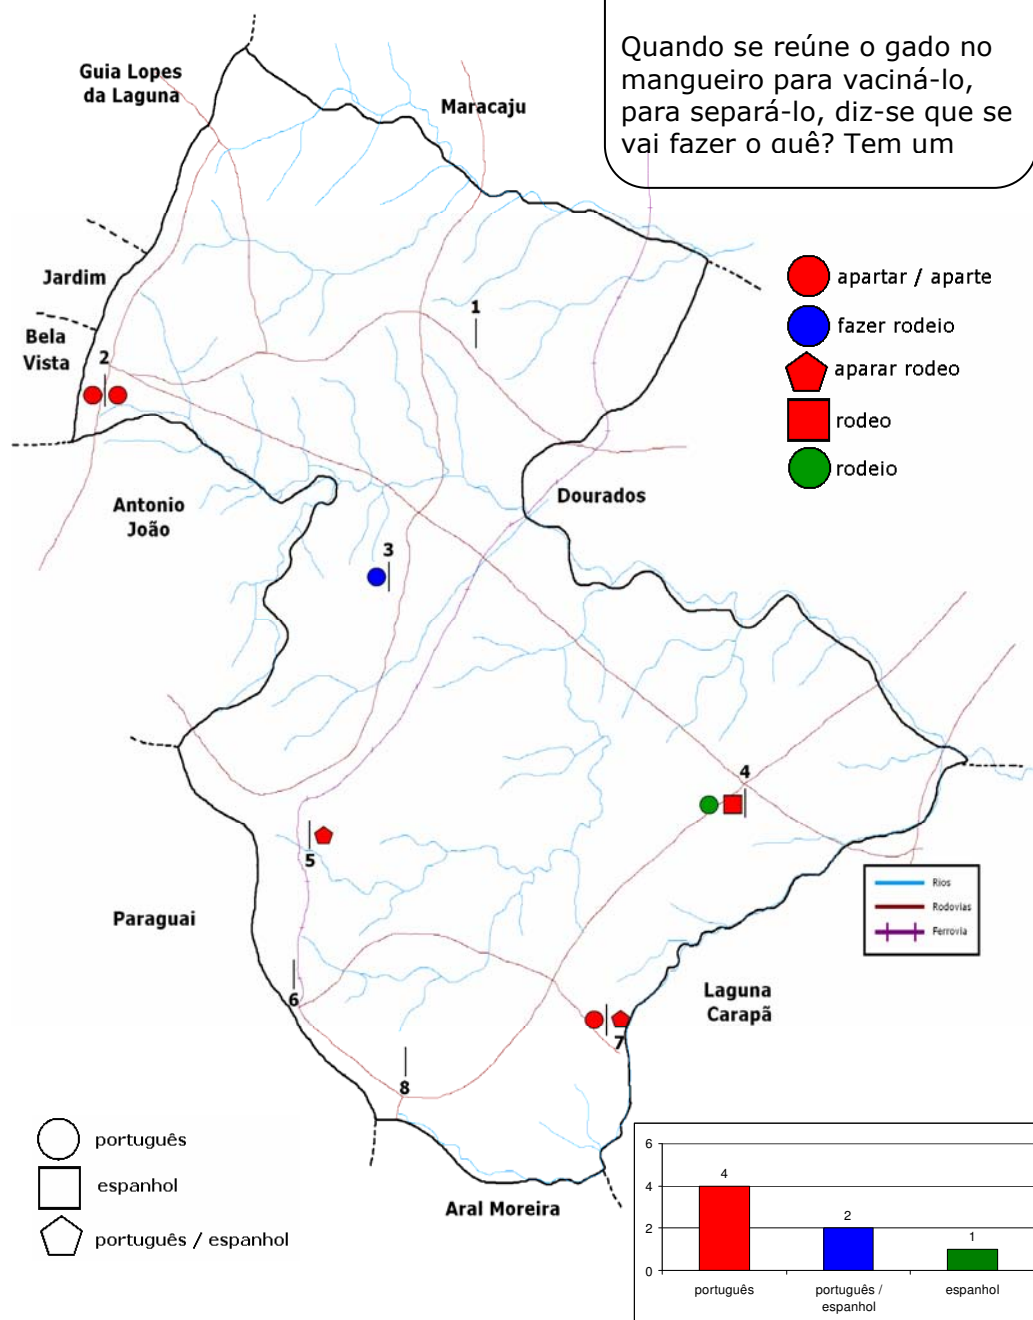 Quando se reúne o gado no
mangueiro para vaciná-lo,
para separá-lo, diz-se que se
vai fazer o quê? Tem um
Guia Lopes
da Laguna
Maracaju
Jardim
Bela
Vista
1
2
apartar / aparte
fazer rodeio
aparar rodeo
rodeo
rodeio
Antonio
João
Dourados
3
4
5
Paraguai
Rios
Rodovias
Ferrovia
6
Laguna
Carapã
7
8
português
espanhol
português / espanhol
Aral Moreira
6
4
2
0
4
2
1
português
português /
espanhol
espanhol